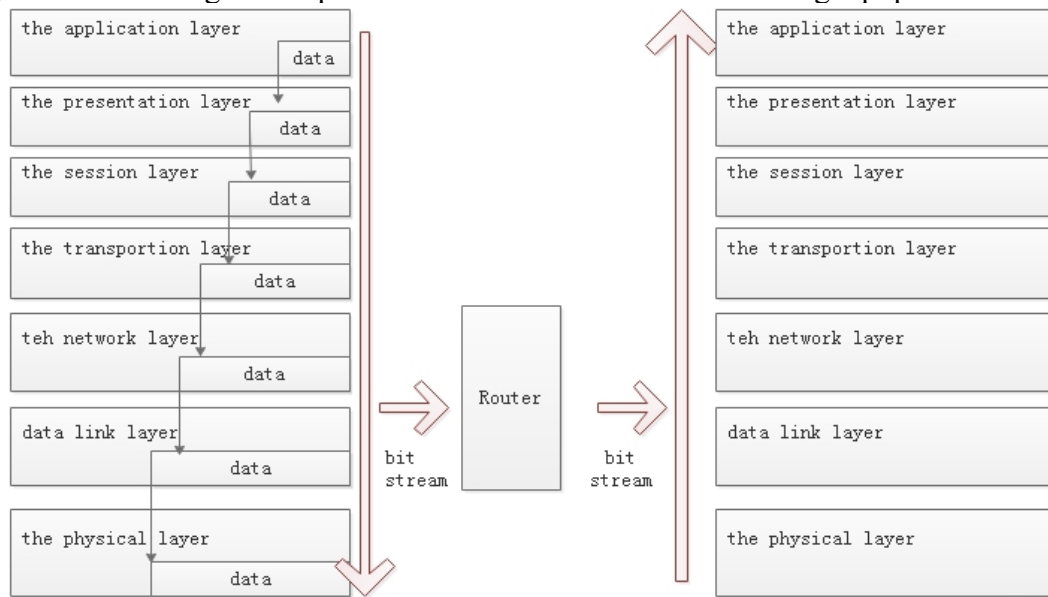 the application layer
data
the presentation layer
data
the session layer
data
the transportion layer
data
teh network layer
data
data link layer
data
the physical layer
data
bit
stream
Router
bit
stream
the application layer
the presentation layer
the session layer
the transportion layer
teh network layer
data link layer
the physical layer